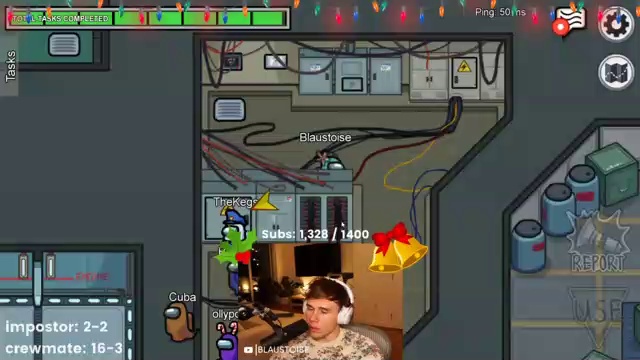 TOTAL TASKS COMPLETED
Ping: 50 ms
Tasks
Blaustoise
TheKegs
Subs: 1,328 / 1400
REPORT
USE
Cuba
ollypo
impostor: 2-2
crewmate: 16-3
BLAUSTOISE